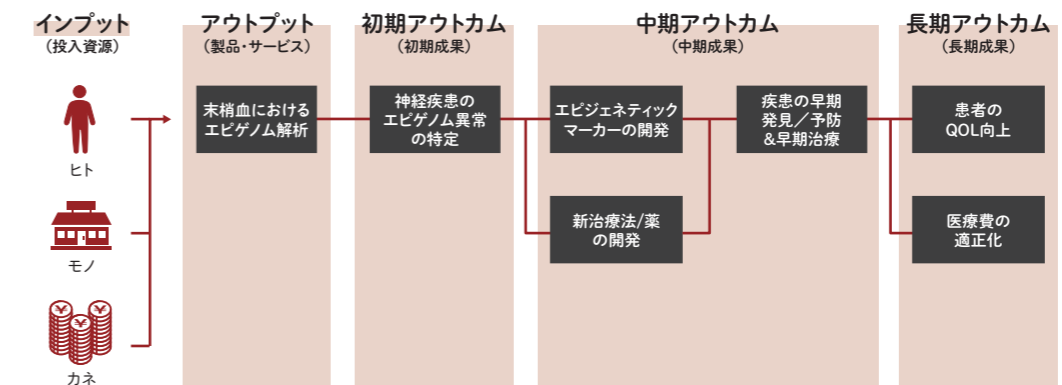 インプット
(投入資源)
ヒト
モノ
¥
¥
¥
カネ
アウトプット
(製品・サービス)
末梢血における
エピゲノム解析
初期アウトカム
(初期成果)
神経疾患の
エピゲノム異常
の特定
中期アウトカム
(中期成果)
エピジェネティック
マーカーの開発
新治療法/薬
の開発
疾患の早期
発見／予防
&早期治療
長期アウトカム
(長期成果)
患者の
QOL向上
医療費の
適正化